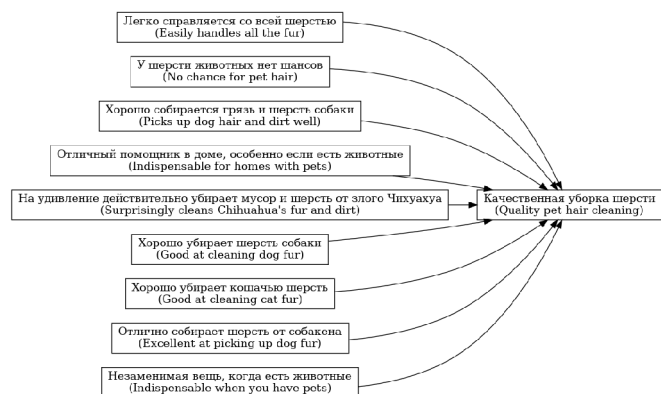 Легко справляется со всей шерстью
(Easily handles all the fur)
У шерсти животных нет шансов
(No chance for pet hair)
Хорошо собирается грязь и шерсть собаки
(Picks up dog hair and dirt well)
Отличный помощник в доме, особенно если есть животные
(Indispensable for homes with pets)
На удивление действительно убирает мусор и шерсть от злого Чихуахуа
(Surprisingly cleans Chihuahua's fur and dirt)
Хорошо убирает шерсть собаки
(Good at cleaning dog fur)
Хорошо убирает кошачью шерсть
(Good at cleaning cat fur)
Отлично собирает шерсть от собакена
(Excellent at picking up dog fur)
Незаменимая вещь, когда есть животные
(Indispensable when you have pets)
Качественная уборка шерсти
(Quality pet hair cleaning)